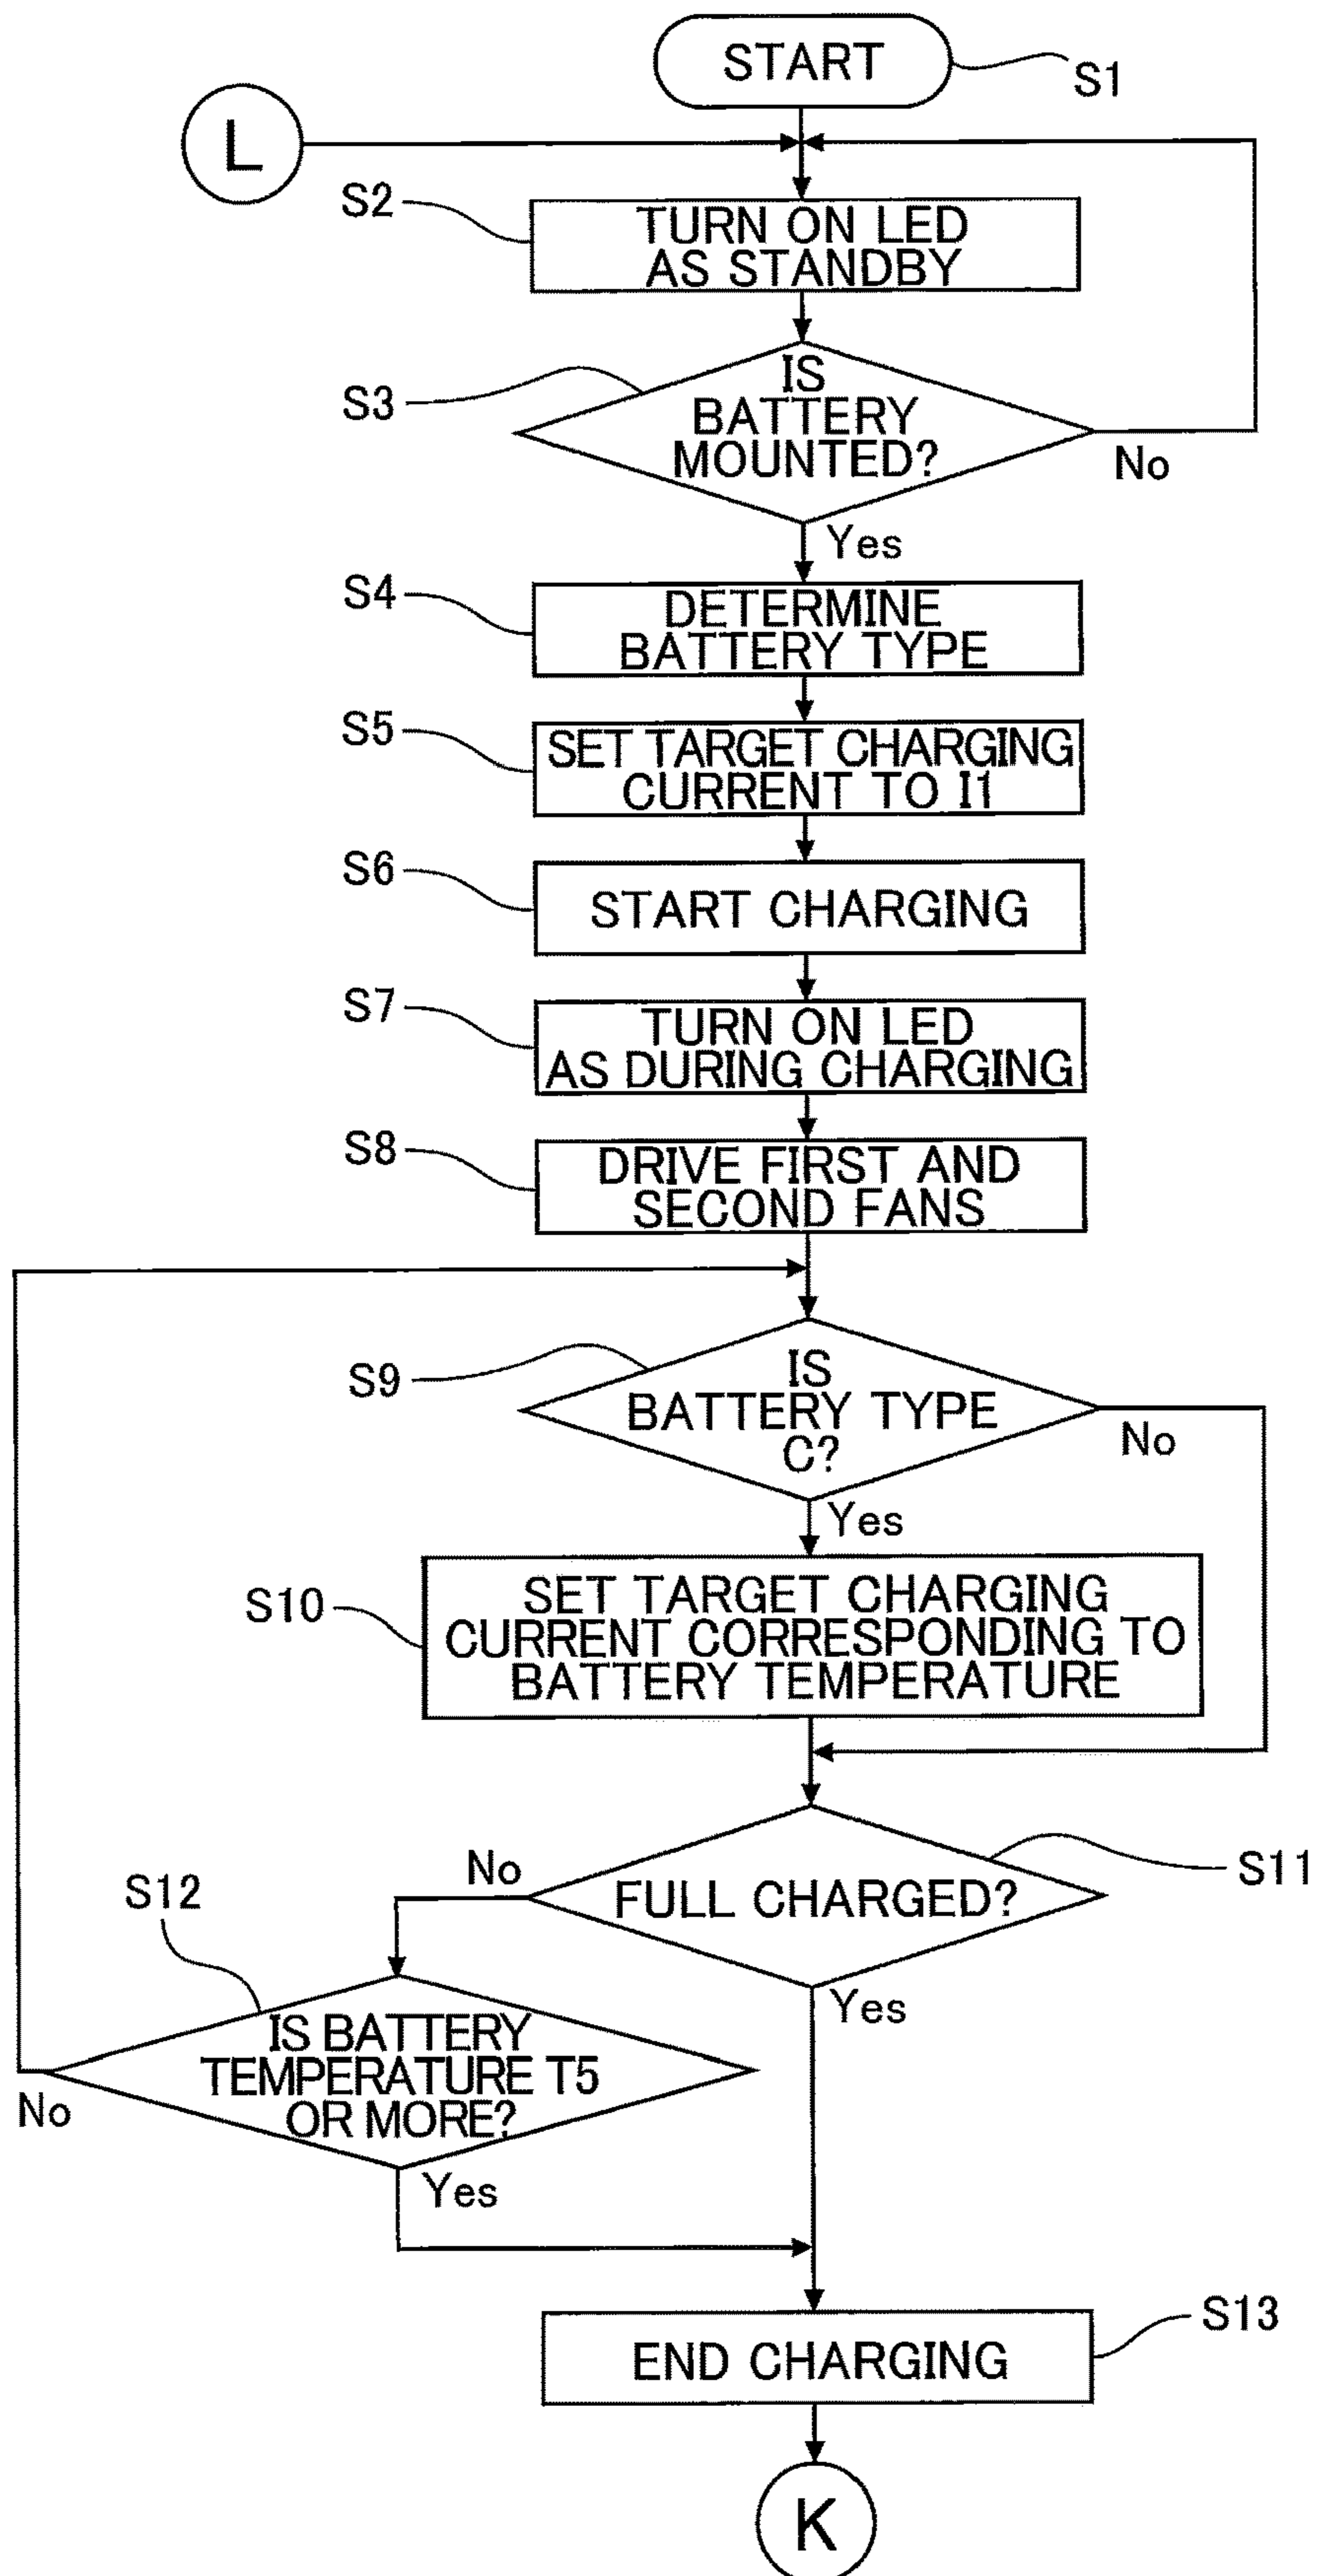 START
S1
L
S2
TURN ON LED
AS STANDBY
S3
IS
BATTERY
MOUNTED?
No
Yes
S4
DETERMINE
BATTERY TYPE
S5
SET TARGET CHARGING
CURRENT TO I1
S6
START CHARGING
S7
TURN ON LED
AS DURING CHARGING
S8
DRIVE FIRST AND
SECOND FANS
S9
IS
BATTERY TYPE
C?
No
Yes
S10
SET TARGET CHARGING
CURRENT CORRESPONDING TO
BATTERY TEMPERATURE
S11
No
FULL CHARGED?
Yes
S12
IS BATTERY
TEMPERATURE T5
OR MORE?
No
Yes
S13
END CHARGING
K